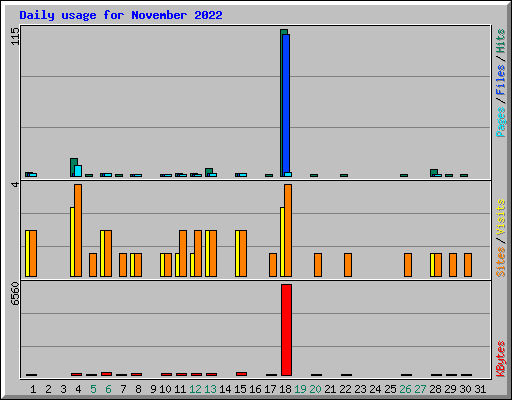 Daily usage for November 2022
115
4
6560
Pages/Files/Hits
Sites/Visits
KBytes
1 2 3 4 5 6 7 8 9 10 11 12 13 14 15 16 17 18 19 20 21 22 23 24 25 26 27 28 29 30 31